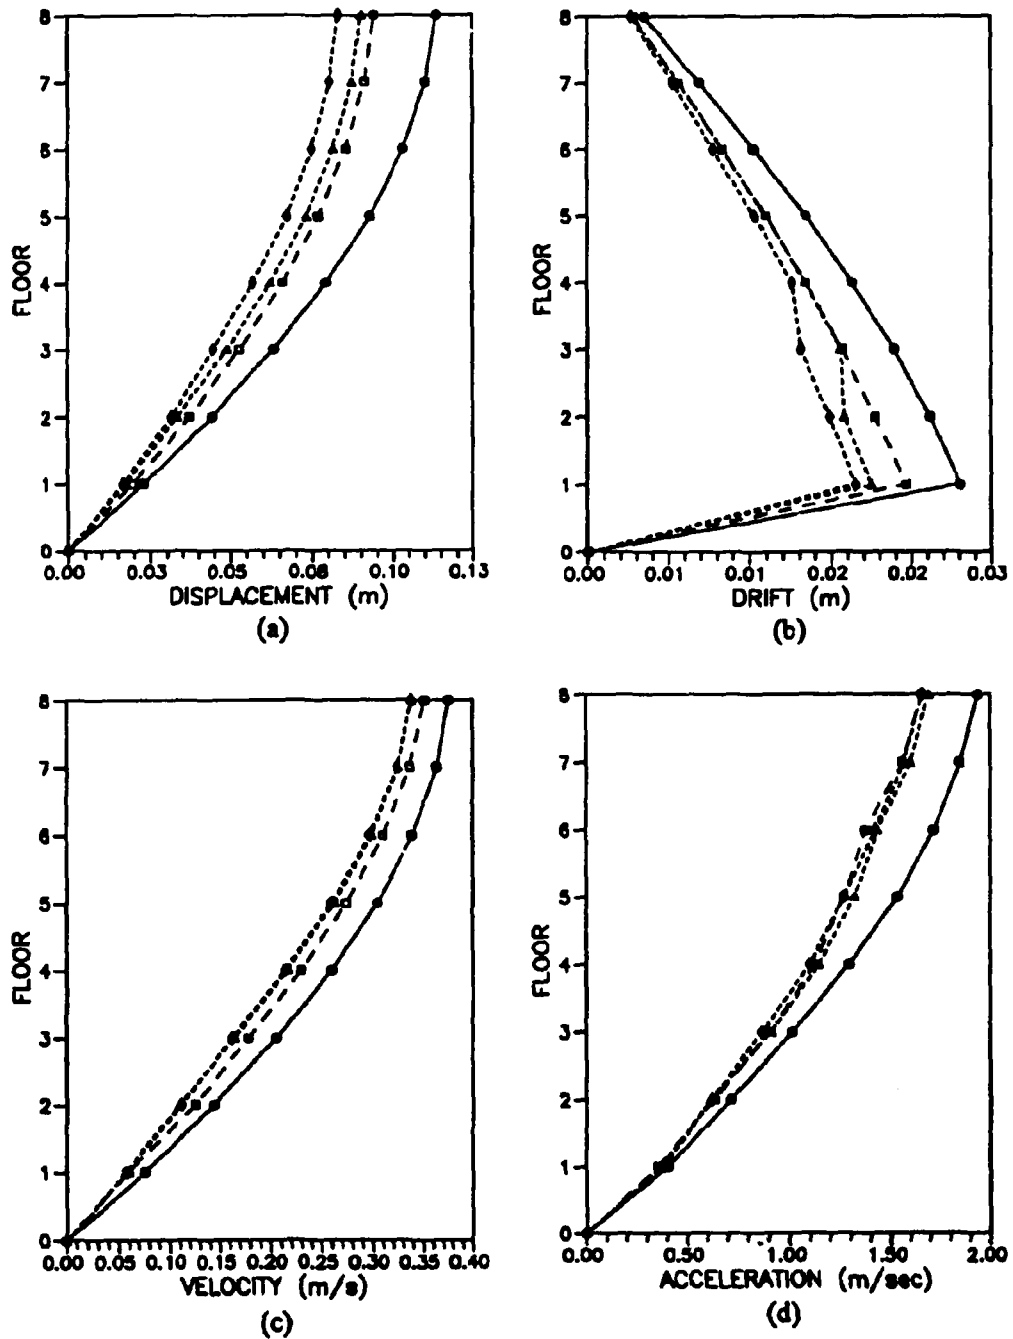 8
7
6
5
4
3
2
1
0
FLOOR
0.00 0.03 0.05 0.08 0.10 0.13
DISPLACEMENT (m)
(a)
8
7
6
5
4
3
2
1
0
FLOOR
0.00 0.01 0.01 0.02 0.02 0.03
DRIFT (m)
(b)
8
7
6
5
4
3
2
1
0
FLOOR
0.00 0.05 0.10 0.15 0.20 0.25 0.30 0.35 0.40
VELOCITY (m/s)
(c)
8
7
6
5
4
3
2
1
0
FLOOR
0.00 0.50 1.00 1.50 2.00
ACCELERATION (m/sec)
(d)